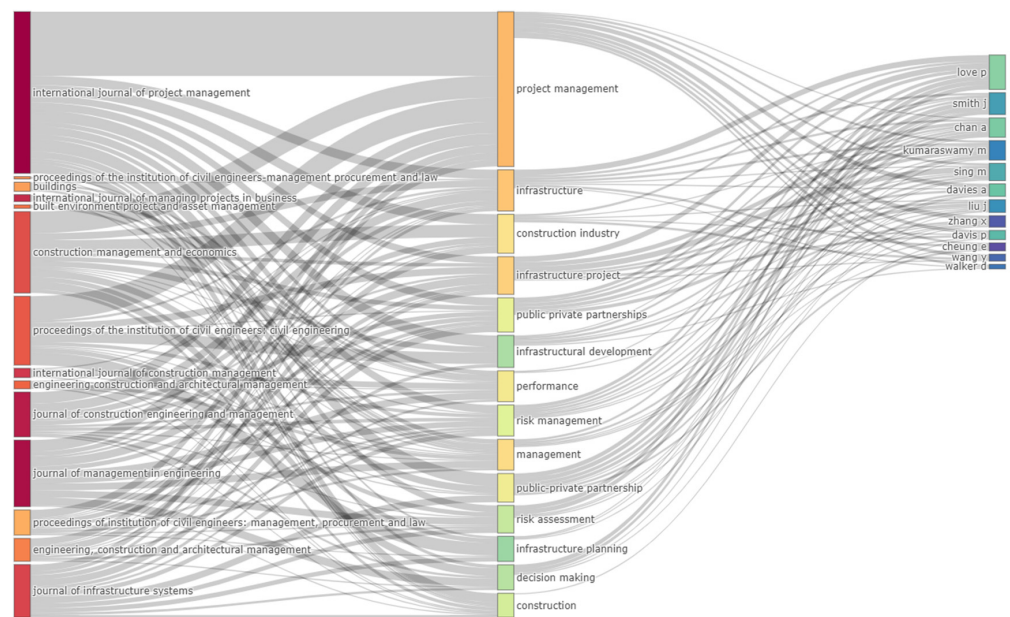 international journal of project management
proceedings of the institution of civil engineers-management procurement and law
buildings
international journal of managing projects in business
built environment project and asset management
construction management and economics
proceedings of the institution of civil engineers: civil engineering
international journal of construction management
engineering construction and architectural management
journal of construction engineering and management
journal of management in engineering
proceedings of institution of civil engineers: management, procurement and law
engineering, construction and architectural management
journal of infrastructure systems
project management
infrastructure
construction industry
infrastructure project
public private partnerships
infrastructural development
performance
risk management
management
public-private partnership
risk assessment
infrastructure planning
decision making
construction
love p
smith j
chan a
kumaraswamy m
sing m
davies a
liu j
zhang x
davis p
cheung e
wang y
walker d